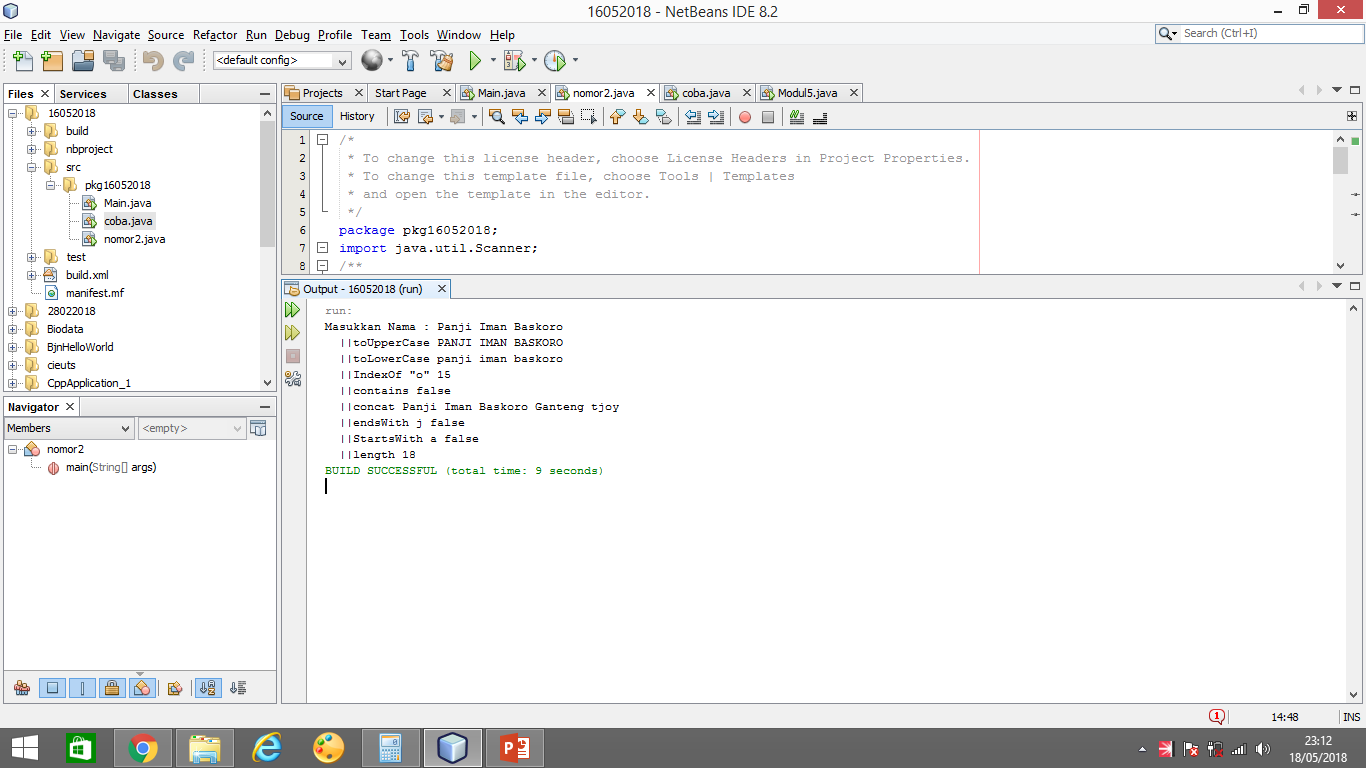 16052018 - NetBeans IDE 8.2
File Edit View Navigate Source Refactor Run Debug Profile Team Tools Window Help
Search (Ctrl+I)
<default config>
Files Services Classes
16052018
build
nbproject
src
pkg16052018
Main.java
coba.java
nomor2.java
test
build.xml
manifest.mf
28022018
Biodata
BjnHelloWorld
cieuts
CppApplication_1
Navigator
Members <empty>
nomor2
main(String[] args)
Projects Start Page Main.java nomor2.java coba.java Modul5.java
Source History
1 /*
2 * To change this license header, choose License Headers in Project Properties.
3 * To change this template file, choose Tools | Templates
4 * and open the template in the editor.
5 */
6 package pkg16052018;
7 import java.util.Scanner;
8 /**
Output - 16052018 (run)
run:
Masukkan Nama : Panji Iman Baskoro
||toUpperCase PANJI IMAN BASKORO
||toLowerCase panji iman baskoro
||IndexOf "o" 15
||contains false
||concat Panji Iman Baskoro Ganteng tjoy
||endsWith j false
||StartsWith a false
||length 18
BUILD SUCCESSFUL (total time: 9 seconds)
1 14:48 INS
23:12
18/05/2018